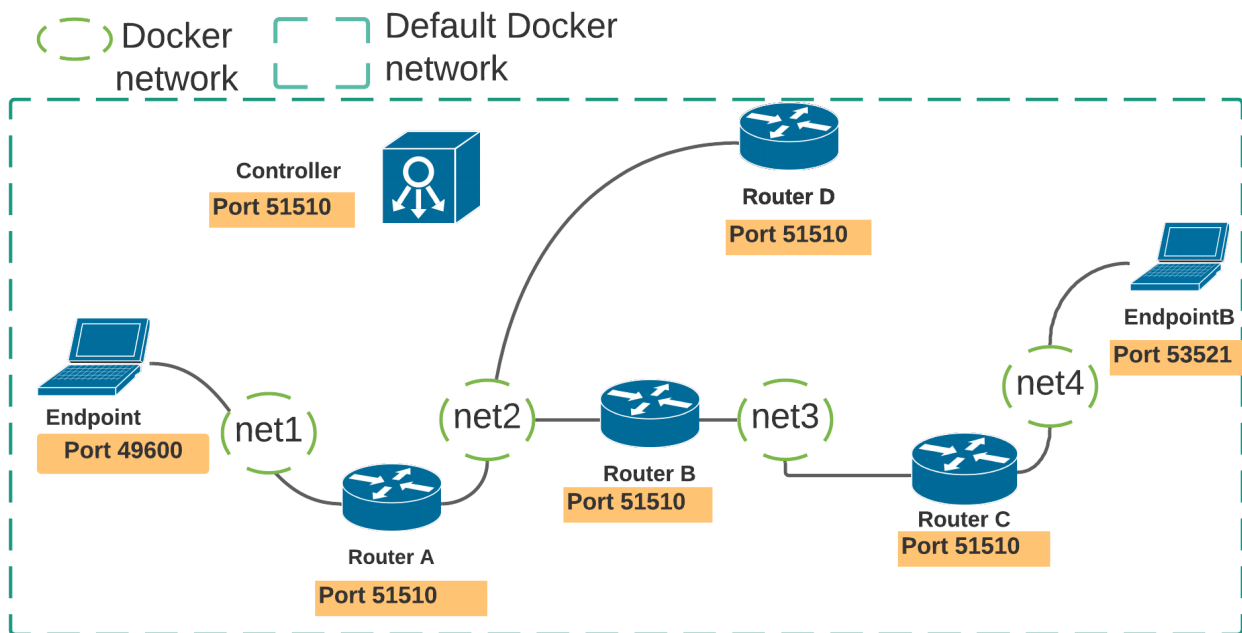 Docker
network
Default Docker
network
Controller
Port 51510
Router D
Port 51510
EndpointB
Port 53521
Endpoint
Port 49600
net1
net2
net3
net4
Router B
Port 51510
Router C
Port 51510
Router A
Port 51510